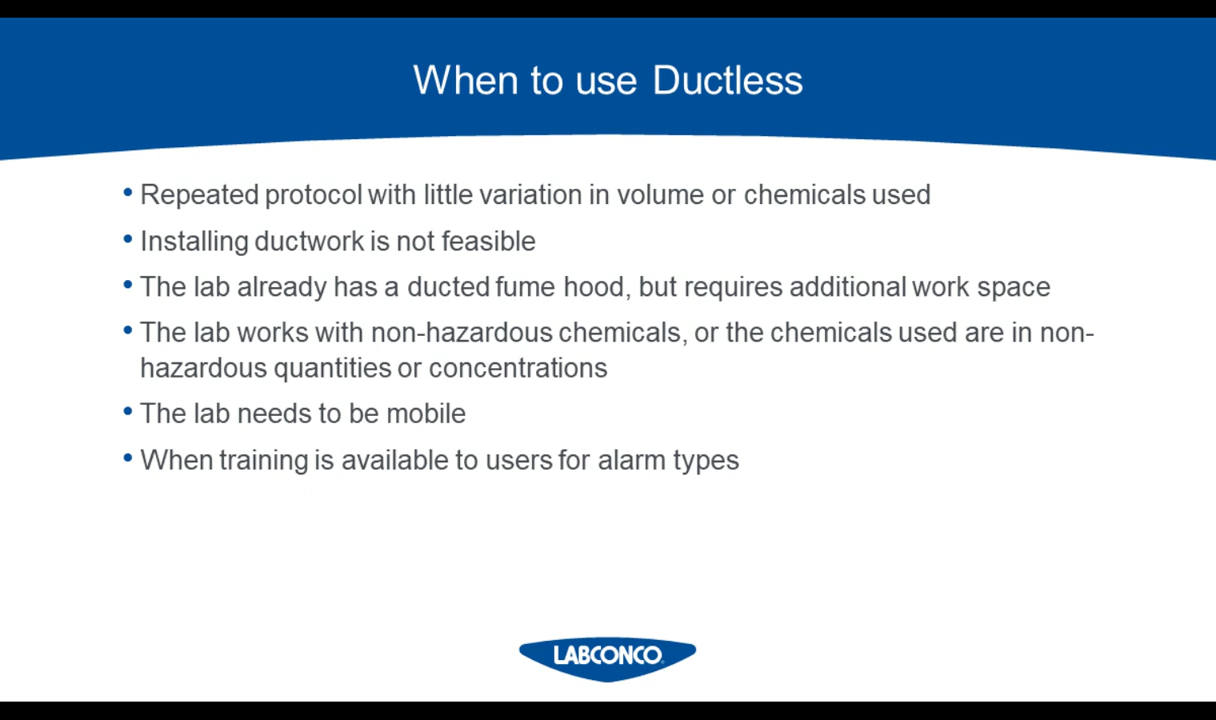 When to use Ductless
• Repeated protocol with little variation in volume or chemicals used
• Installing ductwork is not feasible
• The lab already has a ducted fume hood, but requires additional work space
• The lab works with non-hazardous chemicals, or the chemicals used are in non-
hazardous quantities or concentrations
• The lab needs to be mobile
• When training is available to users for alarm types
LABCONCO